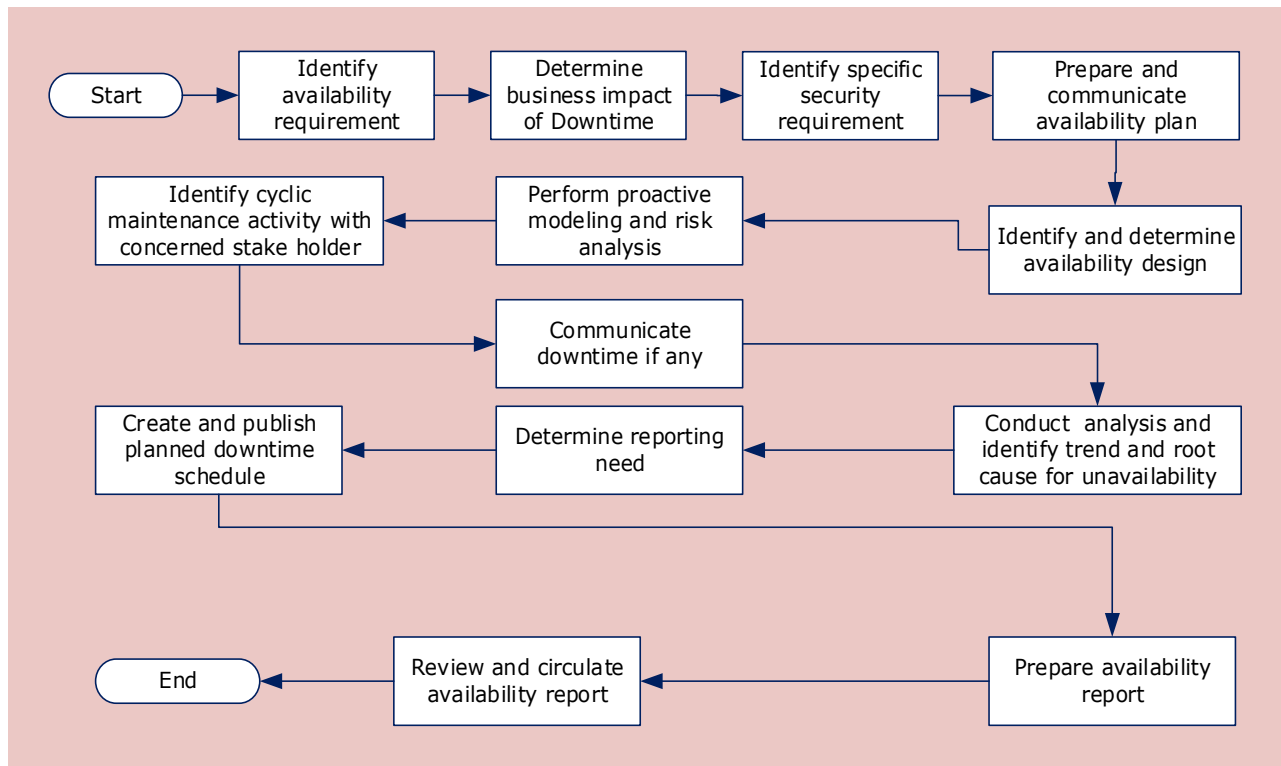 Start
Identify
availability
requirement
Determine
business impact
of Downtime
Identify specific
security
requirement
Prepare and
communicate
availability plan
Identify and determine
availability design
Perform proactive
modeling and risk
analysis
Identify cyclic
maintenance activity with
concerned stake holder
Communicate
downtime if any
Conduct analysis and
identify trend and root
cause for unavailability
Determine reporting
need
Create and publish
planned downtime
schedule
Prepare availability
report
Review and circulate
availability report
End